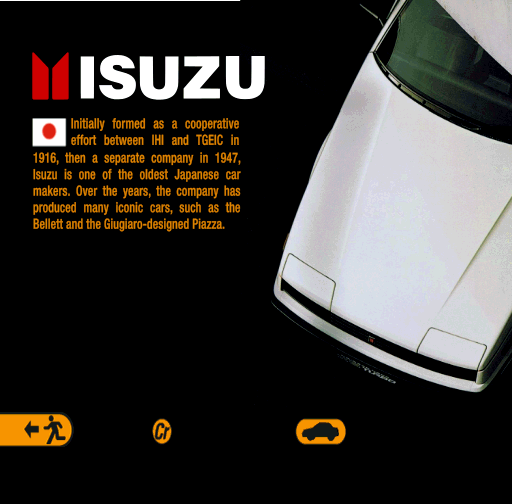 ISUZU
Initially formed as a cooperative
effort between IHI and TGEIC in
1916, then a separate company in 1947,
Isuzu is one of the oldest Japanese car
makers. Over the years, the company has
produced many iconic cars, such as the
Bellett and the Giugiaro-designed Piazza.
Cr